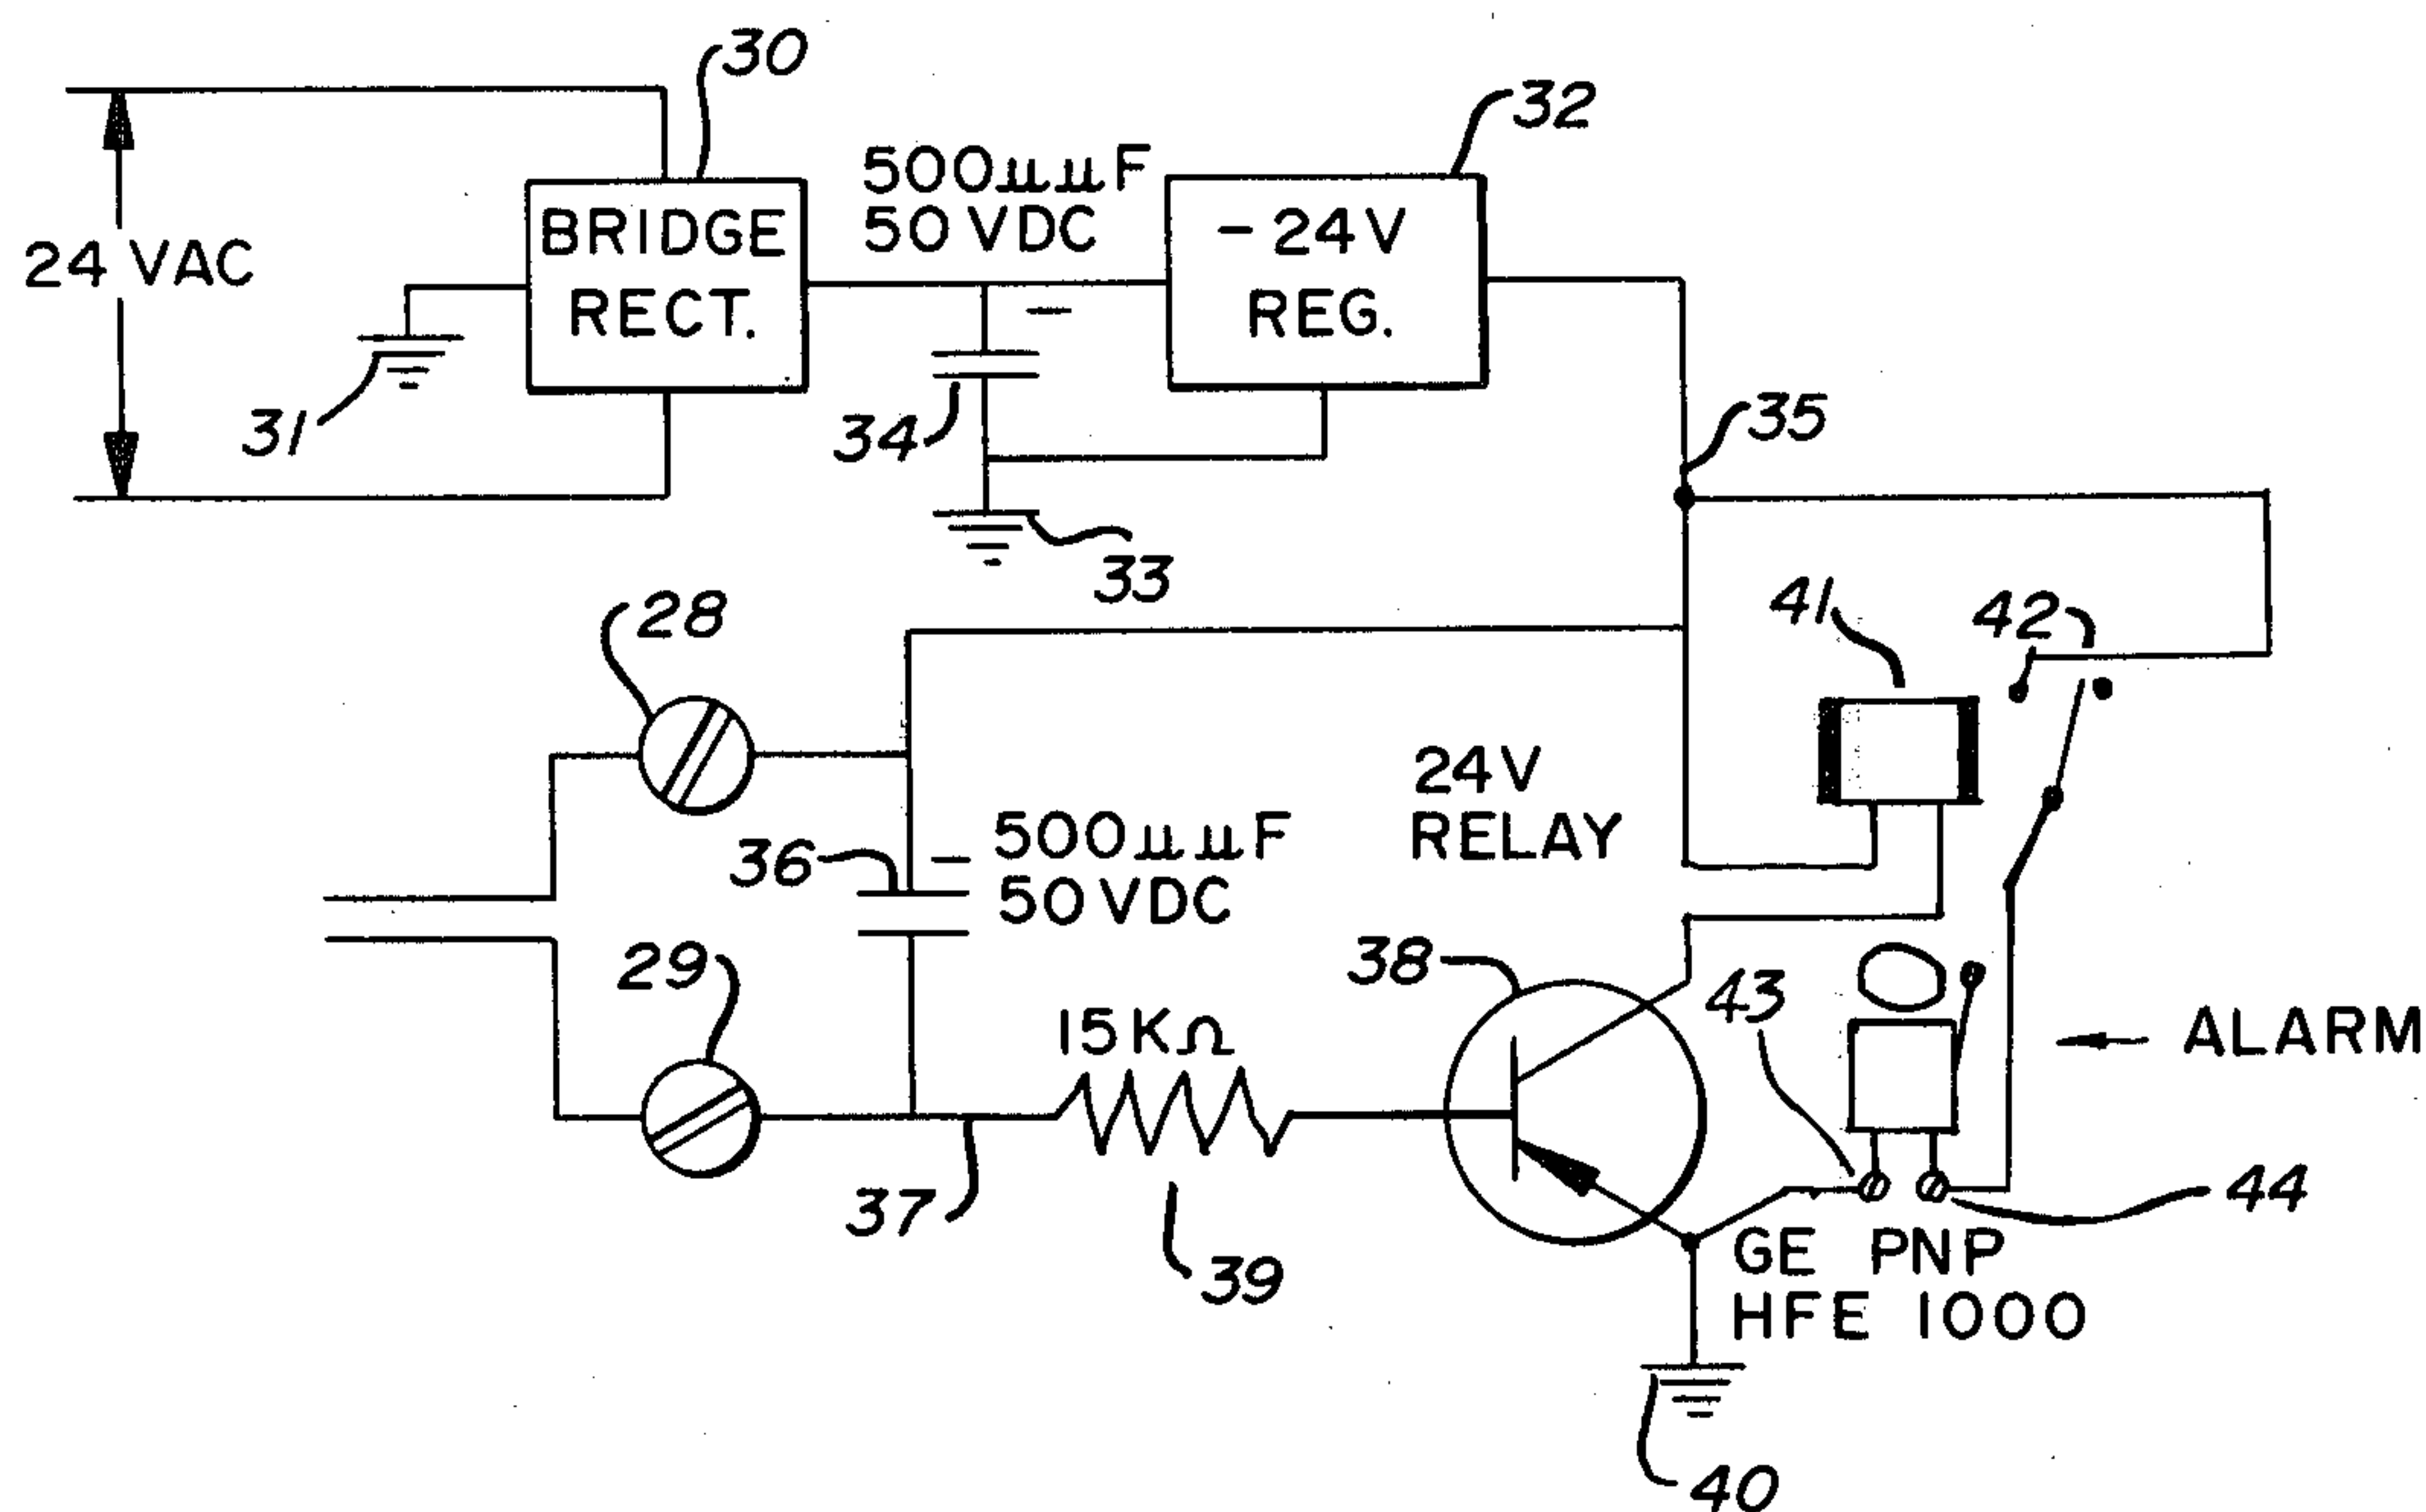 30
32
500µµF
50 VDC
BRIDGE
RECT.
-24V
REG.
24 VAC
31
34
35
33
28
41
42
24V
RELAY
36
500µµF
50 VDC
29
38
43
ALARM
15KΩ
37
39
44
GE PNP
HFE 1000
40